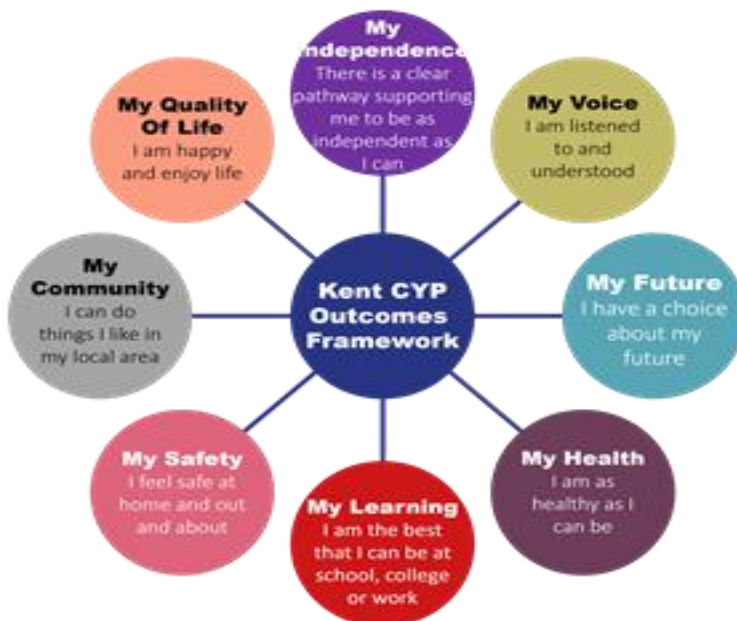 My
Independence
There is a clear
pathway supporting
me to be as
independent as
I can
My Voice
I am listened
to and
understood
My Future
I have a choice
about my
future
My Health
I am as
healthy as I
can be
My Learning
I am the best
that I can be at
school, college
or work
My Safety
I feel safe at
home and out
and about
My
Community
I can do
things I like in
my local area
My Quality
Of Life
I am happy
and enjoy life
Kent CYP
Outcomes
Framework